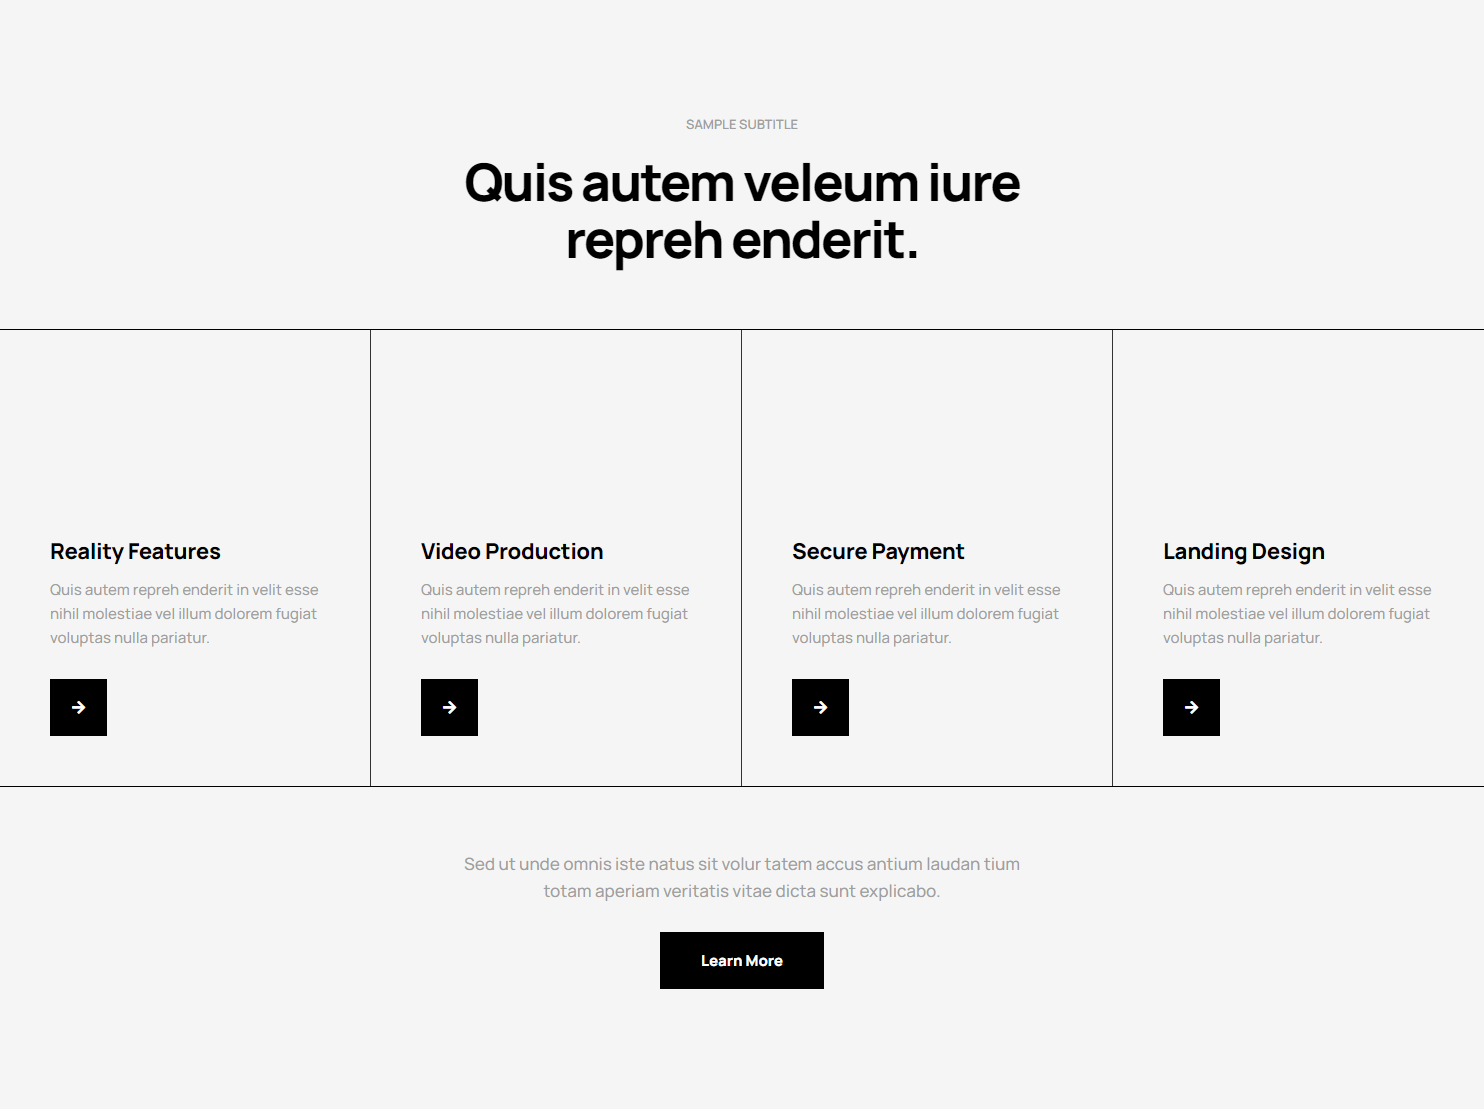 SAMPLE SUBTITLE
Quis autem veleum iure
repreh enderit.
Reality Features
Quis autem repreh enderit in velit esse
nihil molestiae vel illum dolorem fugiat
voluptas nulla pariatur.
Video Production
Quis autem repreh enderit in velit esse
nihil molestiae vel illum dolorem fugiat
voluptas nulla pariatur.
Secure Payment
Quis autem repreh enderit in velit esse
nihil molestiae vel illum dolorem fugiat
voluptas nulla pariatur.
Landing Design
Quis autem repreh enderit in velit esse
nihil molestiae vel illum dolorem fugiat
voluptas nulla pariatur.
Sed ut unde omnis iste natus sit volur tatem accus antium laudan tium
totam aperiam veritatis vitae dicta sunt explicabo.
Learn More